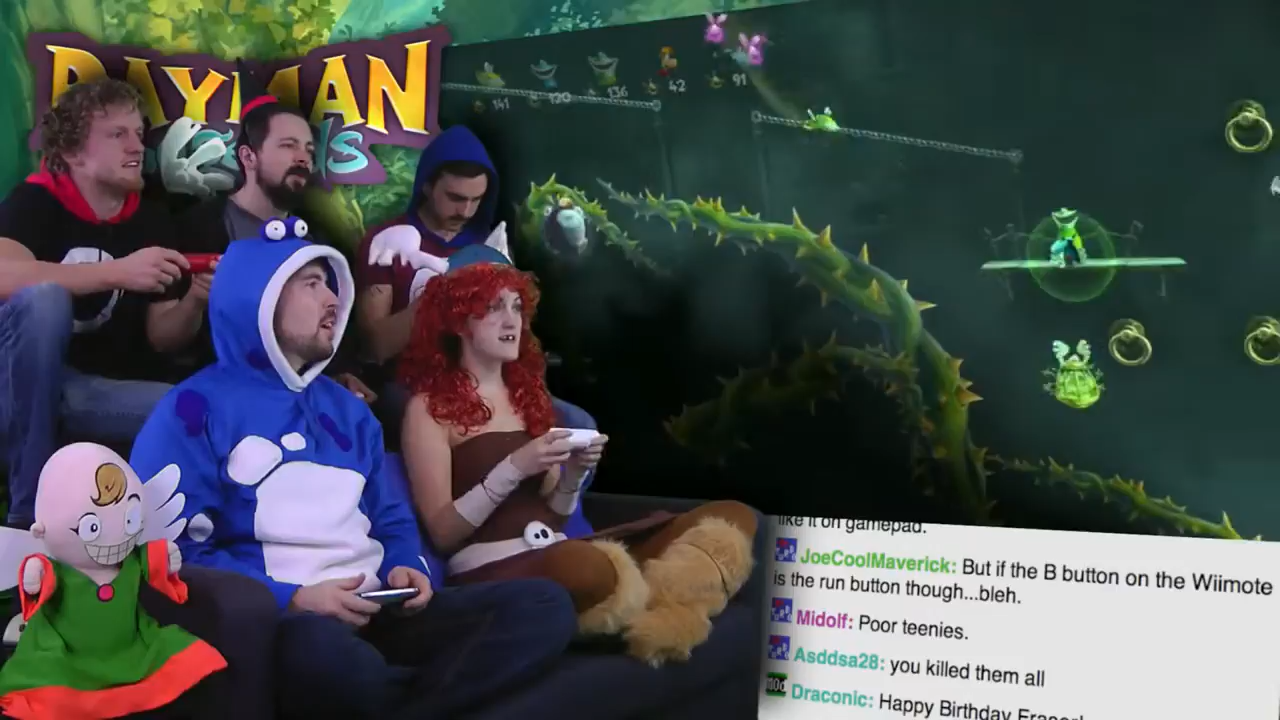 RAYMAN
141 120 136 42 91
like it on gamepad.
JoeCoolMaverick: But if the B button on the Wiimote
is the run button though...bleh.
Midolf: Poor teenies.
Asddsa28: you killed them all
Draconic: Happy Birthday Fraser!